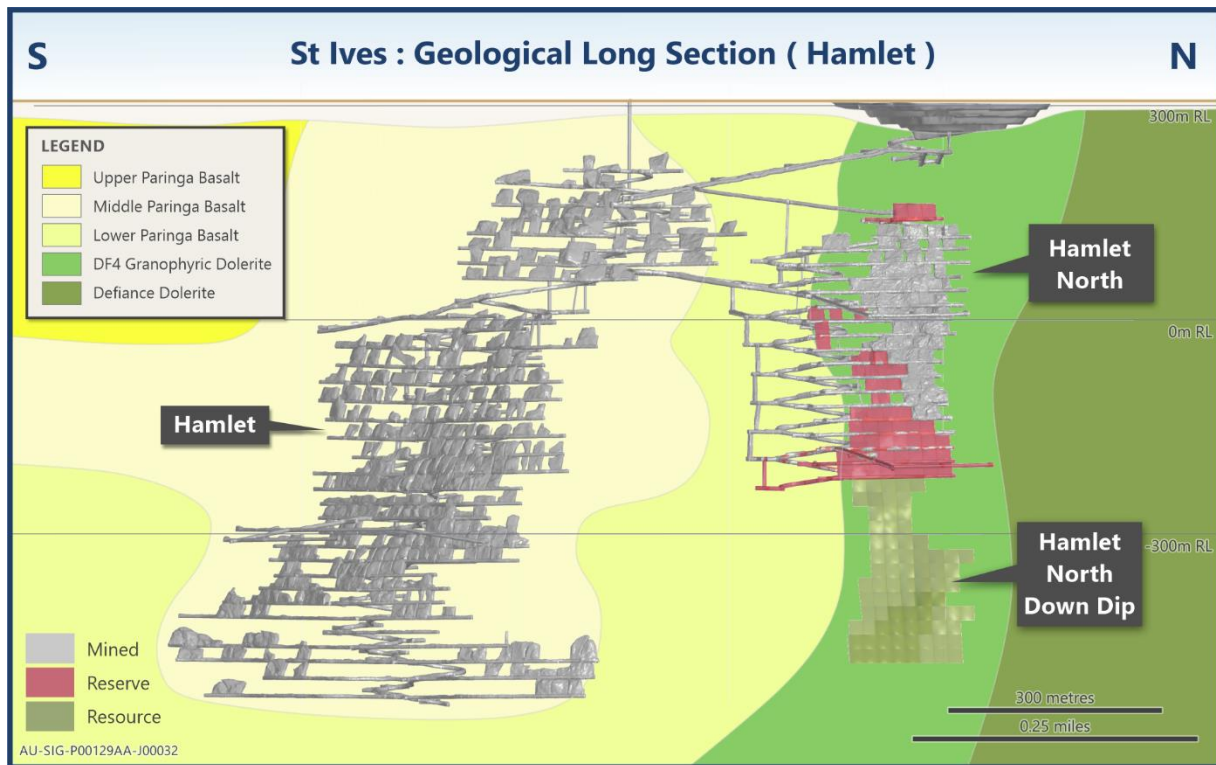 S
St Ives : Geological Long Section ( Hamlet )
N
300m RL
LEGEND
Upper Paringa Basalt
Middle Paringa Basalt
Lower Paringa Basalt
DF4 Granophyric Dolerite
Defiance Dolerite
Hamlet
North
0m RL
Hamlet
-300m RL
Hamlet
North
Down Dip
Mined
Reserve
Resource
300 metres
0.25 miles
AU-SIG-P00129AA-J00032